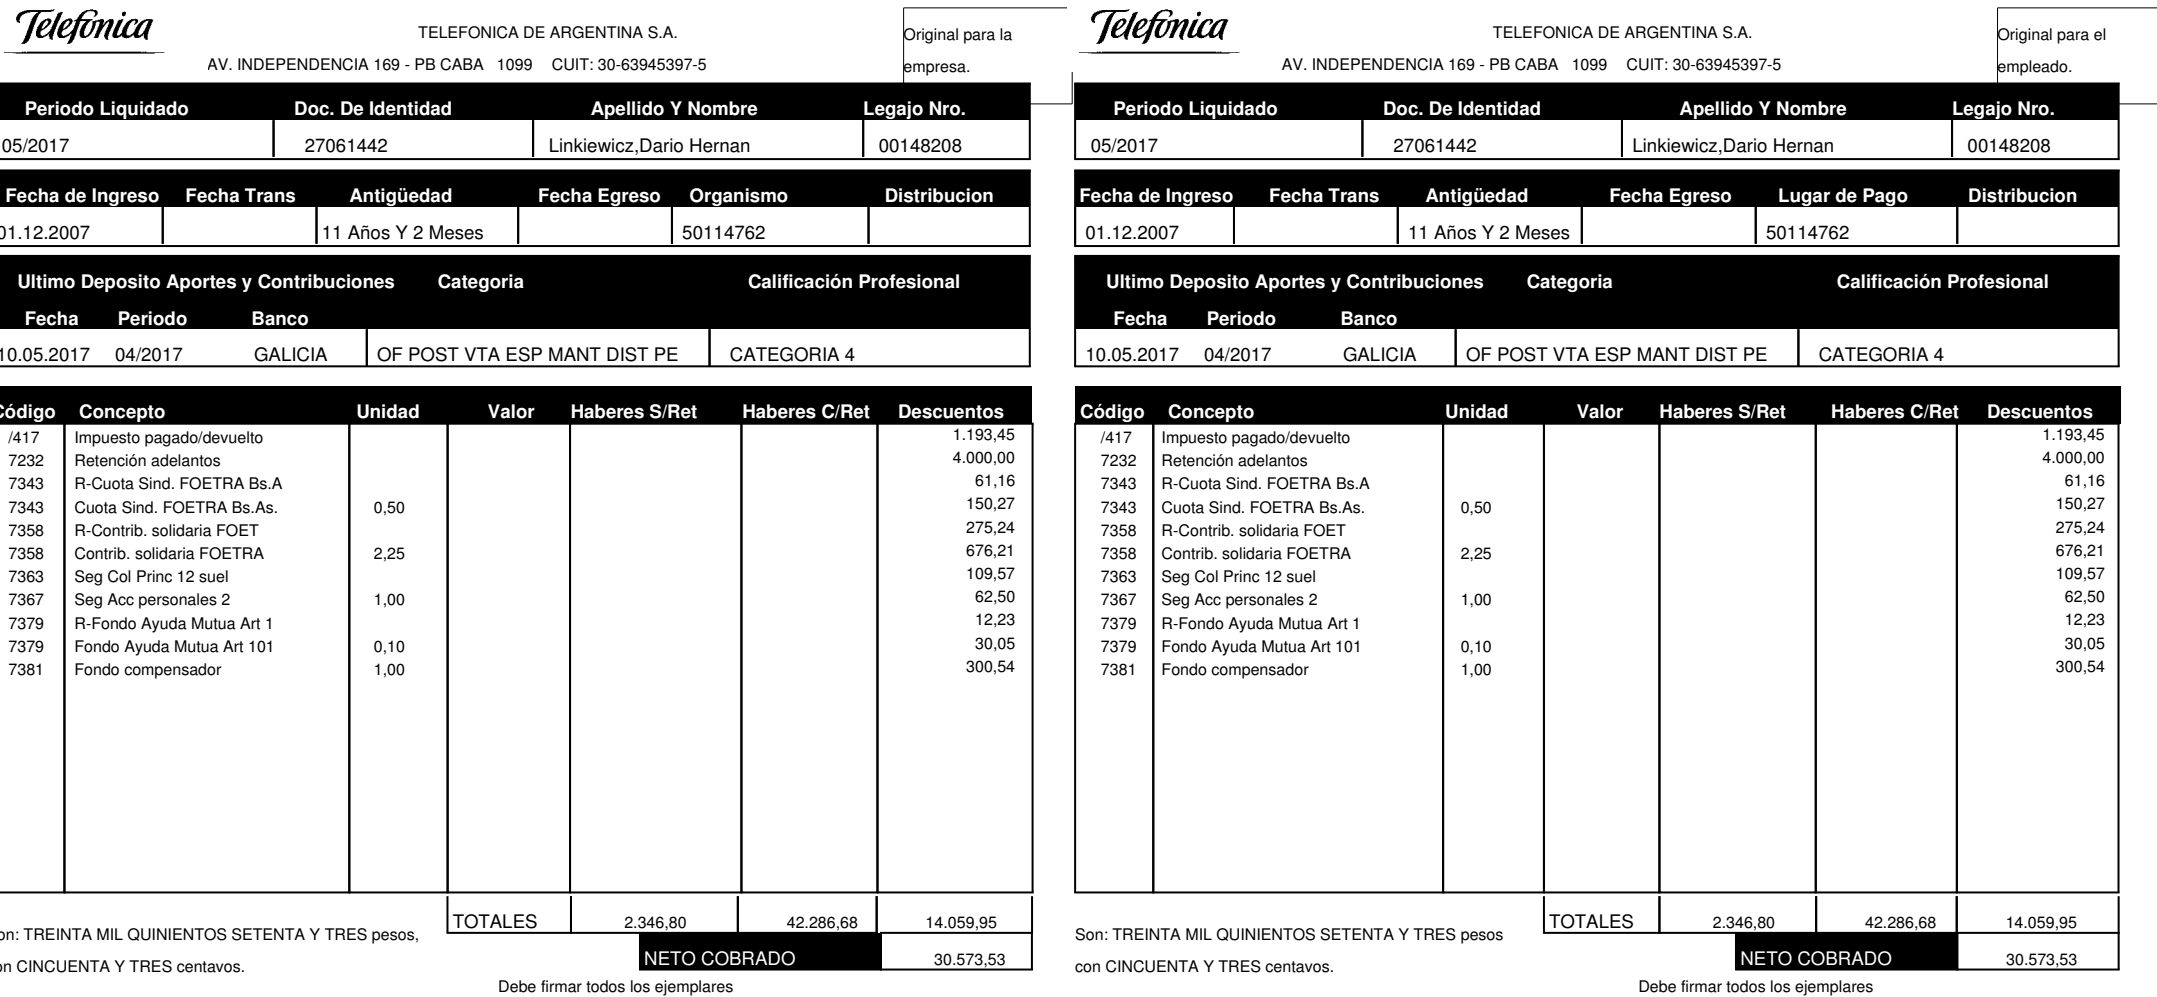 Telefónica
TELEFONICA DE ARGENTINA S.A.
Original para la
AV. INDEPENDENCIA 169 - PB CABA 1099 CUIT: 30-63945397-5
empresa.
Periodo Liquidado Doc. De Identidad Apellido Y Nombre Legajo Nro.
05/2017 27061442 Linkiewicz,Dario Hernan 00148208
Fecha de Ingreso Fecha Trans Antigüedad Fecha Egreso Organismo Distribucion
01.12.2007 11 Años Y 2 Meses 50114762
Ultimo Deposito Aportes y Contribuciones Categoria Calificación Profesional
Fecha Periodo Banco
10.05.2017 04/2017 GALICIA OF POST VTA ESP MANT DIST PE CATEGORIA 4
Código Concepto Unidad Valor Haberes S/Ret Haberes C/Ret Descuentos
/417 Impuesto pagado/devuelto 1.193,45
7232 Retención adelantos 4.000,00
7343 R-Cuota Sind. FOETRA Bs.A 61,16
7343 Cuota Sind. FOETRA Bs.As. 0,50 150,27
7358 R-Contrib. solidaria FOET 275,24
7358 Contrib. solidaria FOETRA 2,25 676,21
7363 Seg Col Princ 12 suel 109,57
7367 Seg Acc personales 2 1,00 62,50
7379 R-Fondo Ayuda Mutua Art 1 12,23
7379 Fondo Ayuda Mutua Art 101 0,10 30,05
7381 Fondo compensador 1,00 300,54
TOTALES 2.346,80 42.286,68 14.059,95
on: TREINTA MIL QUINIENTOS SETENTA Y TRES pesos,
NETO COBRADO 30.573,53
on CINCUENTA Y TRES centavos.
Debe firmar todos los ejemplares
Telefónica
TELEFONICA DE ARGENTINA S.A.
Original para el
AV. INDEPENDENCIA 169 - PB CABA 1099 CUIT: 30-63945397-5
empleado.
Periodo Liquidado Doc. De Identidad Apellido Y Nombre Legajo Nro.
05/2017 27061442 Linkiewicz,Dario Hernan 00148208
Fecha de Ingreso Fecha Trans Antigüedad Fecha Egreso Lugar de Pago Distribucion
01.12.2007 11 Años Y 2 Meses 50114762
Ultimo Deposito Aportes y Contribuciones Categoria Calificación Profesional
Fecha Periodo Banco
10.05.2017 04/2017 GALICIA OF POST VTA ESP MANT DIST PE CATEGORIA 4
Código Concepto Unidad Valor Haberes S/Ret Haberes C/Ret Descuentos
/417 Impuesto pagado/devuelto 1.193,45
7232 Retención adelantos 4.000,00
7343 R-Cuota Sind. FOETRA Bs.A 61,16
7343 Cuota Sind. FOETRA Bs.As. 0,50 150,27
7358 R-Contrib. solidaria FOET 275,24
7358 Contrib. solidaria FOETRA 2,25 676,21
7363 Seg Col Princ 12 suel 109,57
7367 Seg Acc personales 2 1,00 62,50
7379 R-Fondo Ayuda Mutua Art 1 12,23
7379 Fondo Ayuda Mutua Art 101 0,10 30,05
7381 Fondo compensador 1,00 300,54
TOTALES 2.346,80 42.286,68 14.059,95
Son: TREINTA MIL QUINIENTOS SETENTA Y TRES pesos
NETO COBRADO 30.573,53
con CINCUENTA Y TRES centavos.
Debe firmar todos los ejemplares